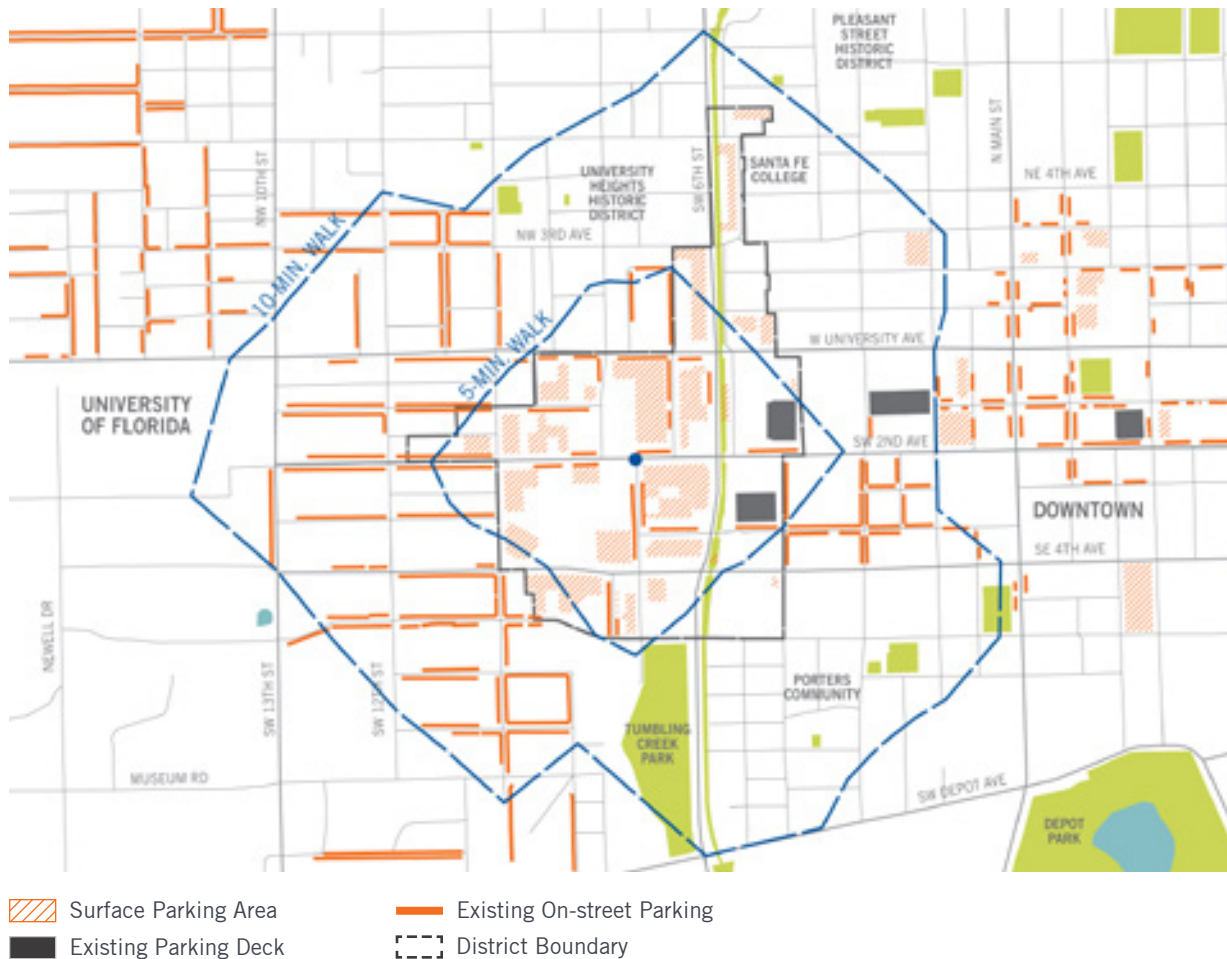 PLEASANT
STREET
HISTORIC
DISTRICT
N MAIN ST
NW 10TH ST
UNIVERSITY
HEIGHTS
HISTORIC
DISTRICT
SW 6TH ST
SANTA FE
COLLEGE
NE 4TH AVE
NW 3RD AVE
10-MIN. WALK
5-MIN. WALK
W UNIVERSITY AVE
UNIVERSITY
OF FLORIDA
SW 2ND AVE
DOWNTOWN
SE 4TH AVE
NEWELL DR
SW 13TH ST
SW 12TH ST
PORTERS
COMMUNITY
TUMBLING
CREEK
PARK
MUSEUM RD
SW DEPOT AVE
DEPOT
PARK
Surface Parking Area
Existing On-street Parking
Existing Parking Deck
District Boundary